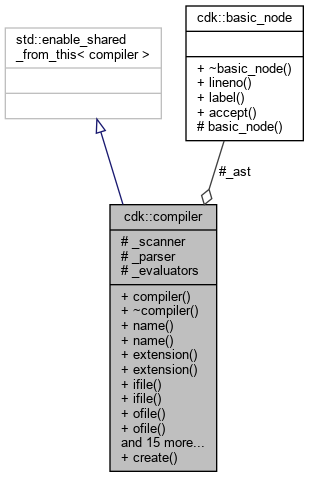 std::enable_shared
_from_this< compiler >
cdk::basic_node
+ ~basic_node()
+ lineno()
+ label()
+ accept()
# basic_node()
#_ast
cdk::compiler
# _scanner
# _parser
# _evaluators
+ compiler()
+ ~compiler()
+ name()
+ name()
+ extension()
+ extension()
+ ifile()
+ ifile()
+ ofile()
+ ofile()
and 15 more...
+ create()